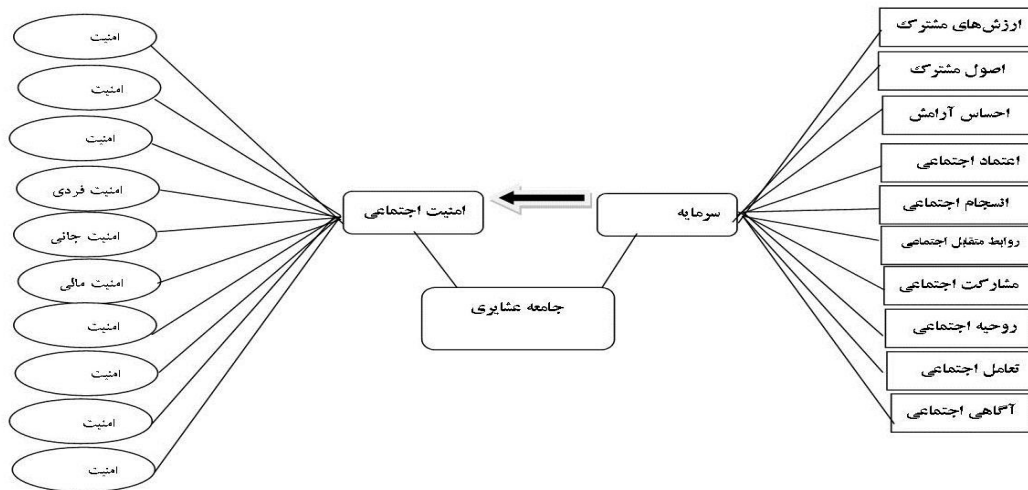 ارزش‌های مشترک
اصول مشترک
احساس آرامش
اعتماد اجتماعی
انسجام اجتماعی
روابط متقابل اجتماعی
مشارکت اجتماعی
روحیه اجتماعی
تعامل اجتماعی
آگاهی اجتماعی
سرمایه
امنیت اجتماعی
جامعه عشایری
امنیت
امنیت
امنیت
امنیت فردی
امنیت جانی
امنیت مالی
امنیت
امنیت
امنیت
امنیت